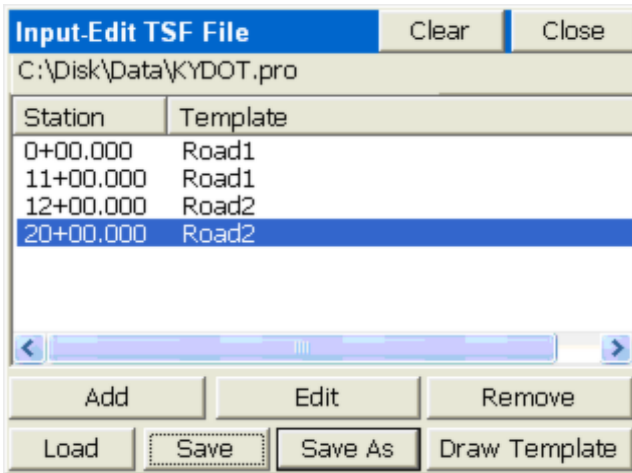 Input-Edit TSF File Clear Close
C:\Disk\Data\KYDOT.pro
Station Template
0+00.000 Road1
11+00.000 Road1
12+00.000 Road2
20+00.000 Road2
Add Edit Remove
Load Save Save As Draw Template